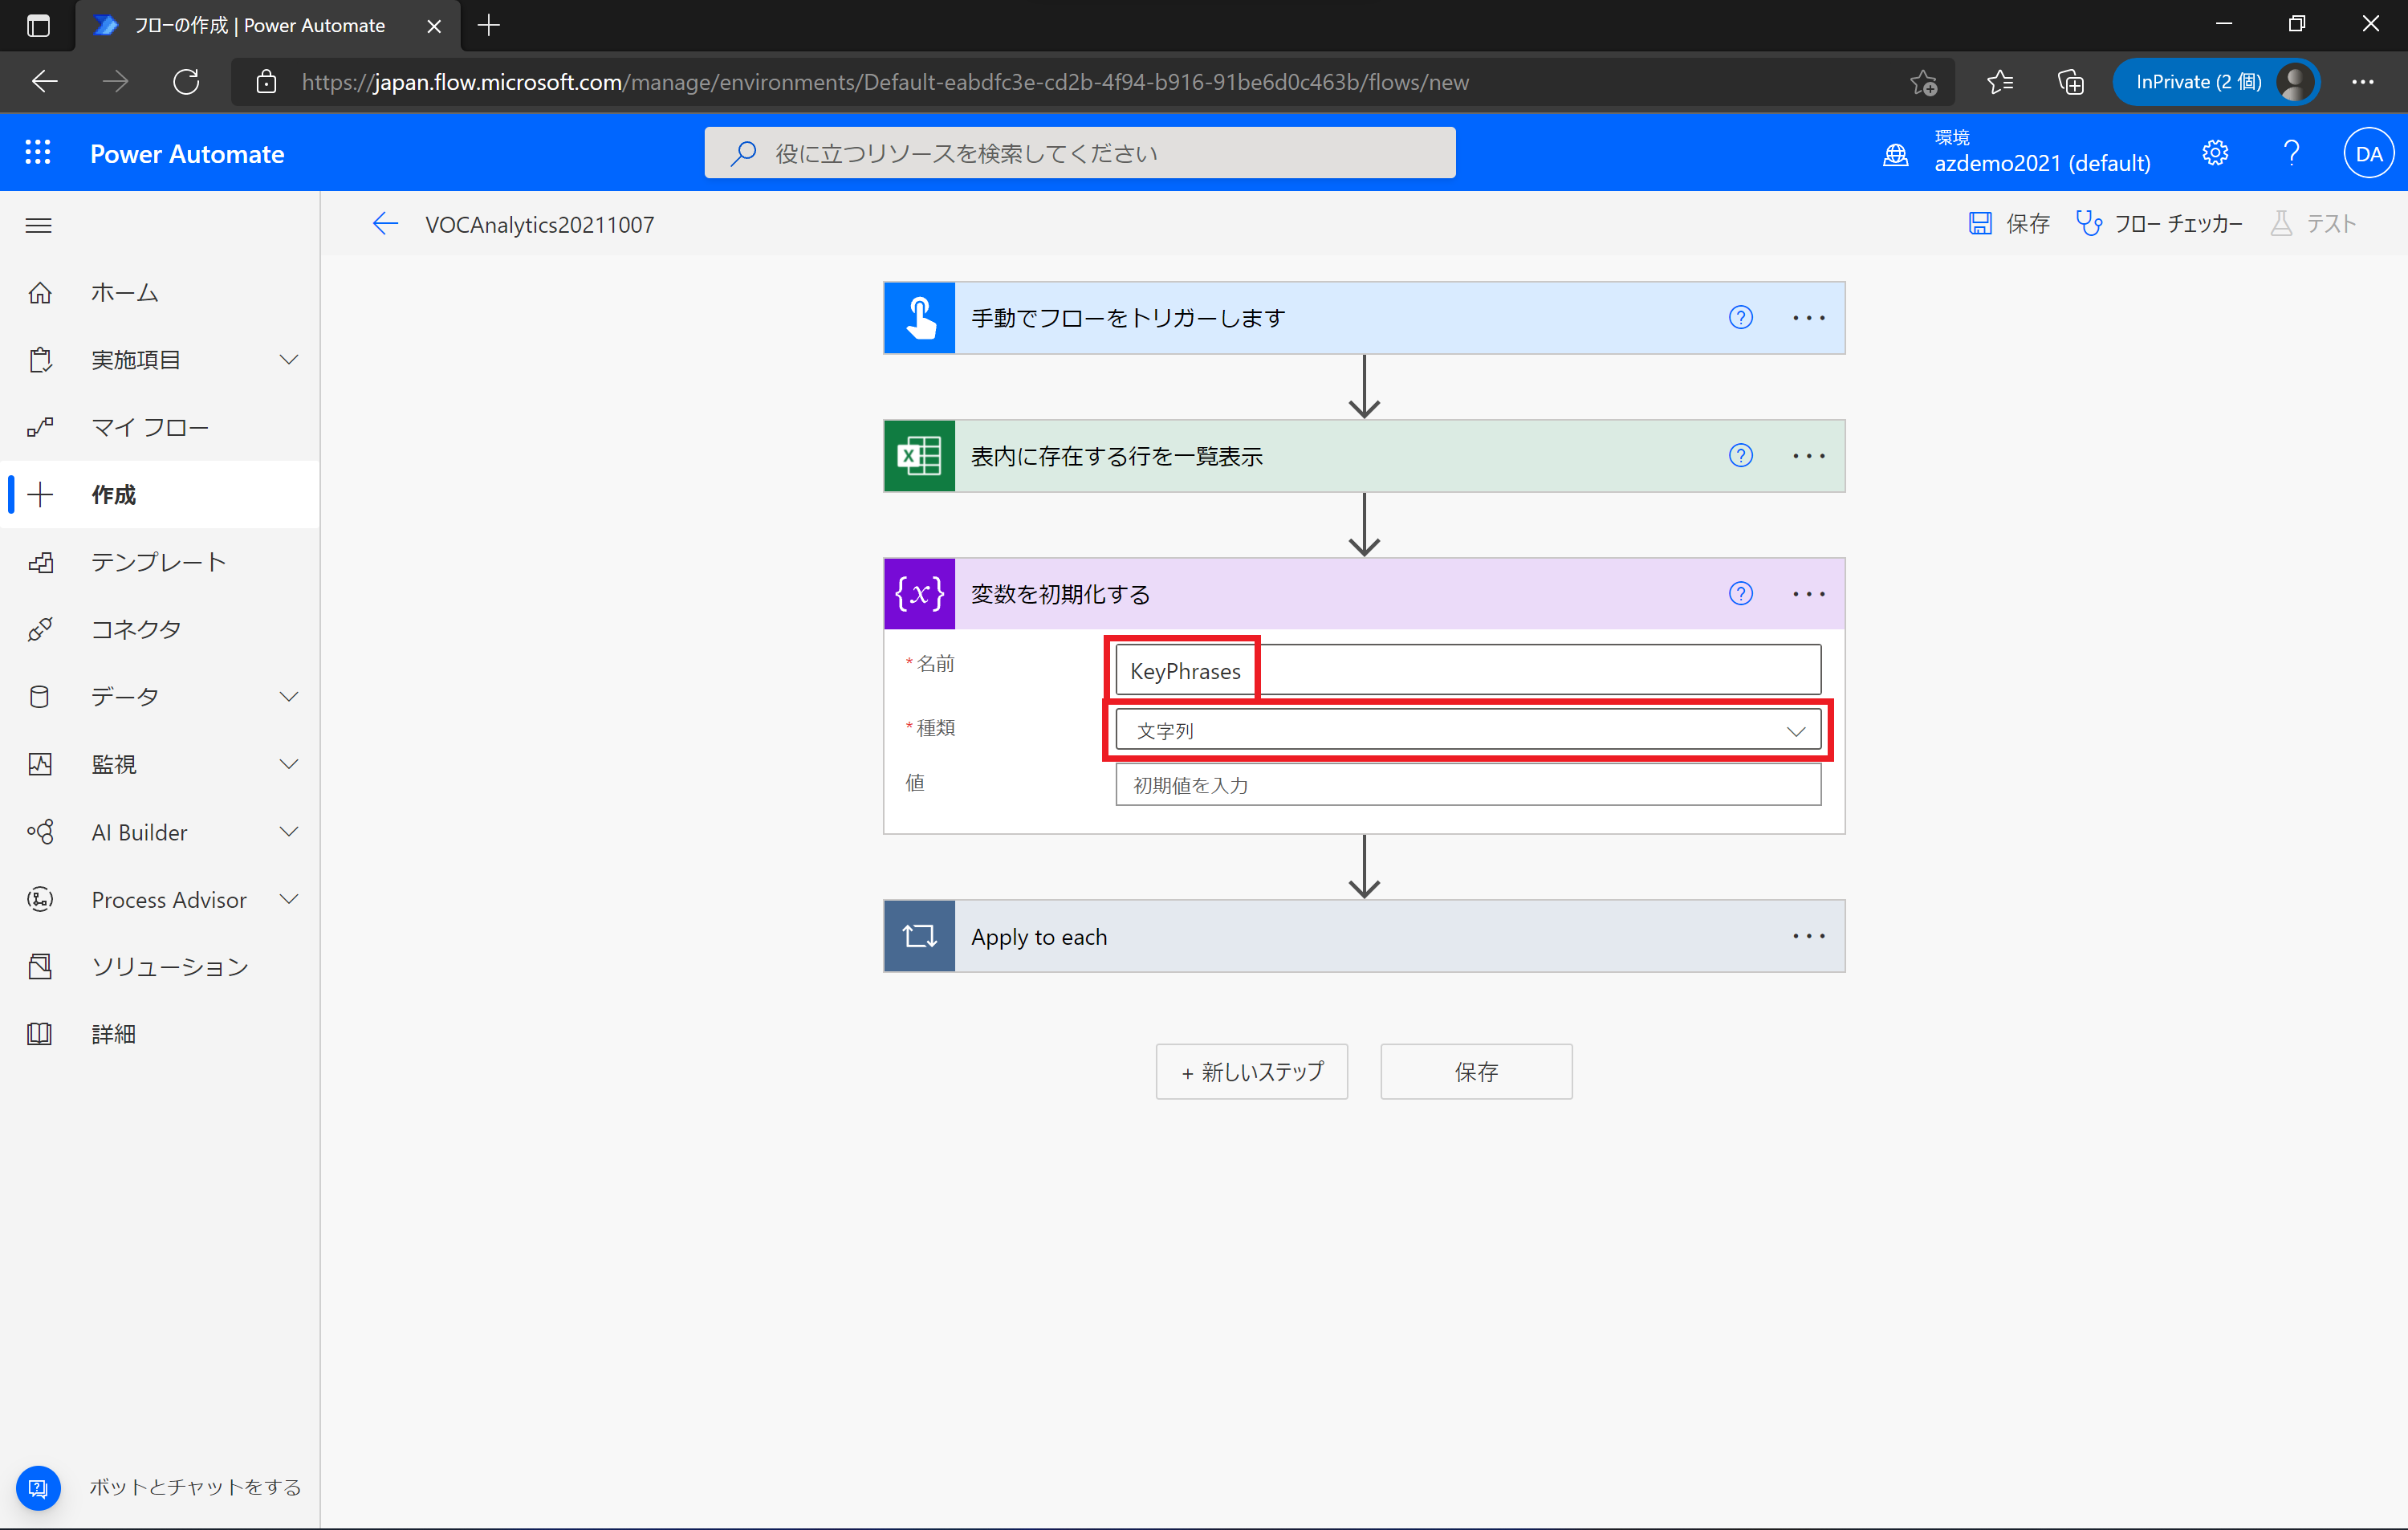 フローの作成 | Power Automate
https://japan.flow.microsoft.com/manage/environments/Default-eabdfc3e-cd2b-4f94-b916-91be6d0c463b/flows/new
InPrivate (2 個)
Power Automate
役に立つリソースを検索してください
環境
azdemo2021 (default)
DA
VOCAnalytics20211007
保存
フロー チェッカー
テスト
ホーム
実施項目
マイ フロー
作成
テンプレート
コネクタ
データ
監視
AI Builder
Process Advisor
ソリューション
詳細
ボットとチャットをする
手動でフローをトリガーします
表内に存在する行を一覧表示
{x} 変数を初期化する
* 名前
KeyPhrases
* 種類
文字列
値
初期値を入力
Apply to each
+ 新しいステップ
保存